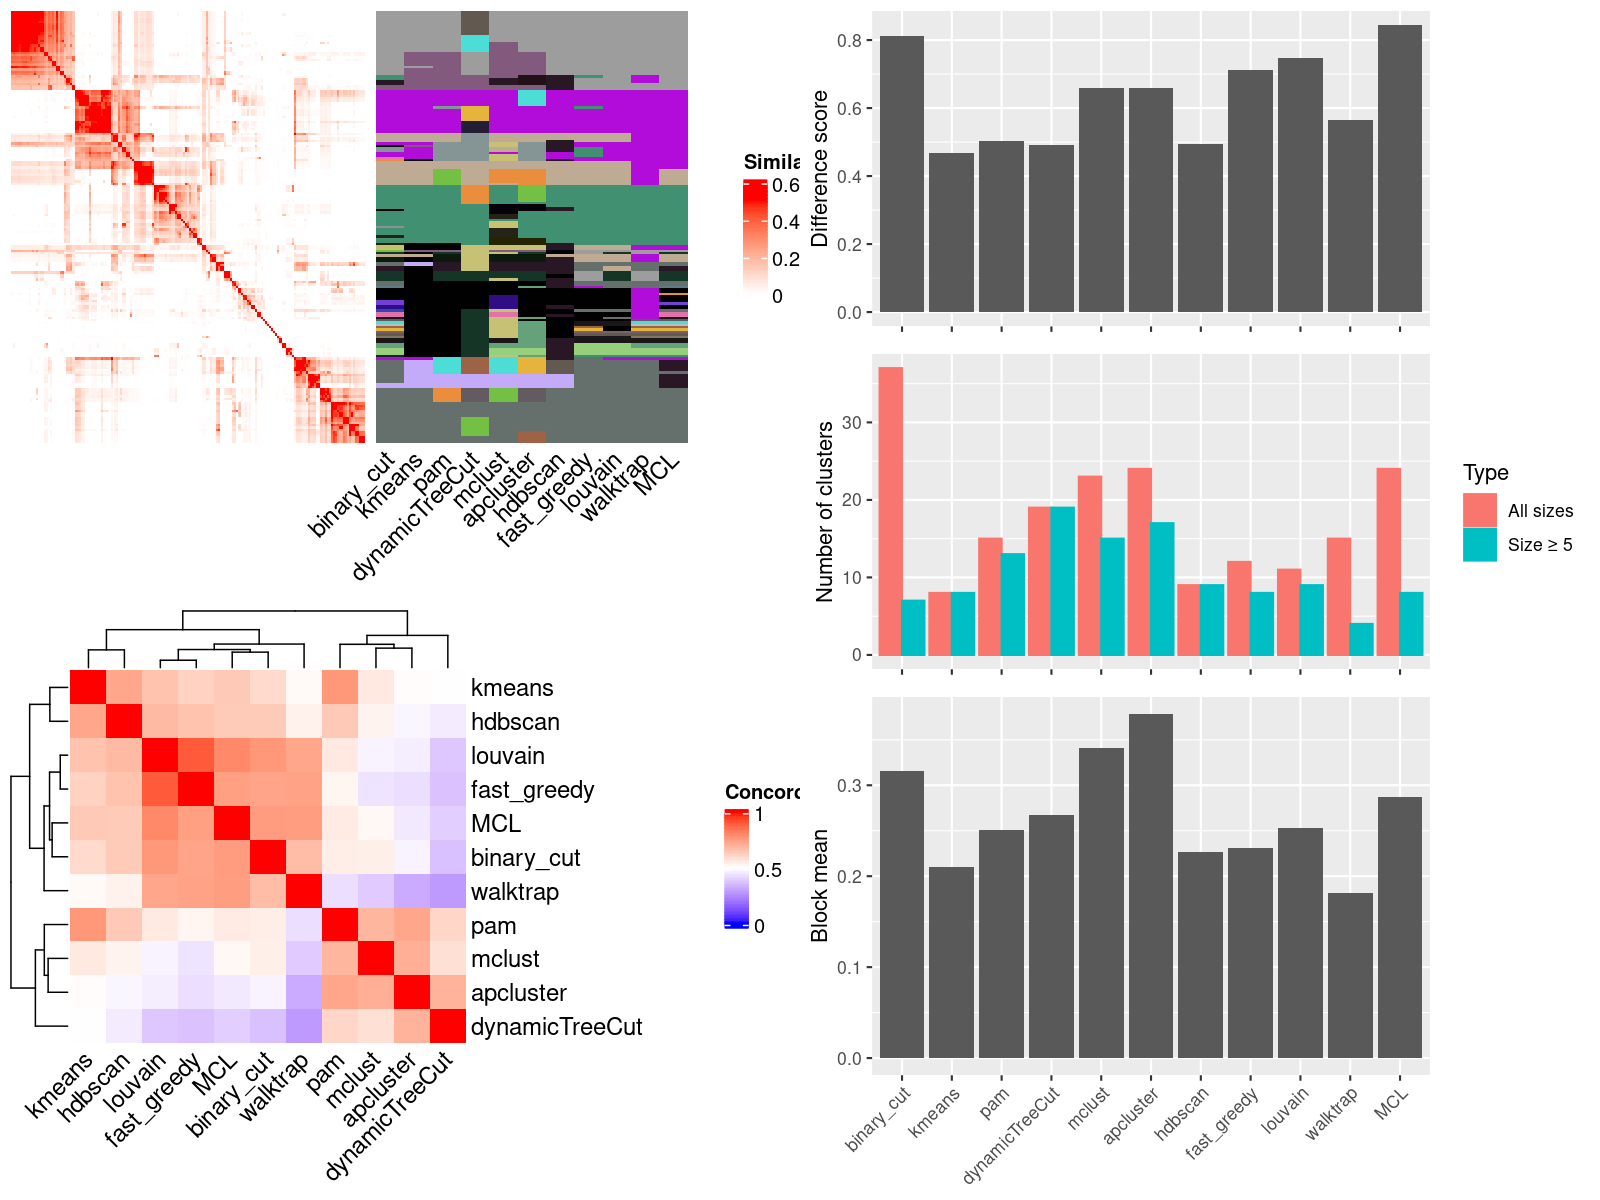 Simila
0.6
0.4
0.2
0
binary_cut
kmeans
pam
dynamicTreeCut
mclust
apcluster
hdbscan
fast_greedy
louvain
walktrap
MCL
kmeans
hdbscan
louvain
fast_greedy
MCL
binary_cut
walktrap
pam
mclust
apcluster
dynamicTreeCut
kmeans
hdbscan
louvain
fast_greedy
MCL
binary_cut
walktrap
pam
mclust
apcluster
dynamicTreeCut
Concord
1
0.5
0
Difference score
0.8
0.6
0.4
0.2
0.0
Number of clusters
30
20
10
0
Type
All sizes
Size ≥ 5
Block mean
0.3
0.2
0.1
0.0
binary_cut
kmeans
pam
dynamicTreeCut
mclust
apcluster
hdbscan
fast_greedy
louvain
walktrap
MCL